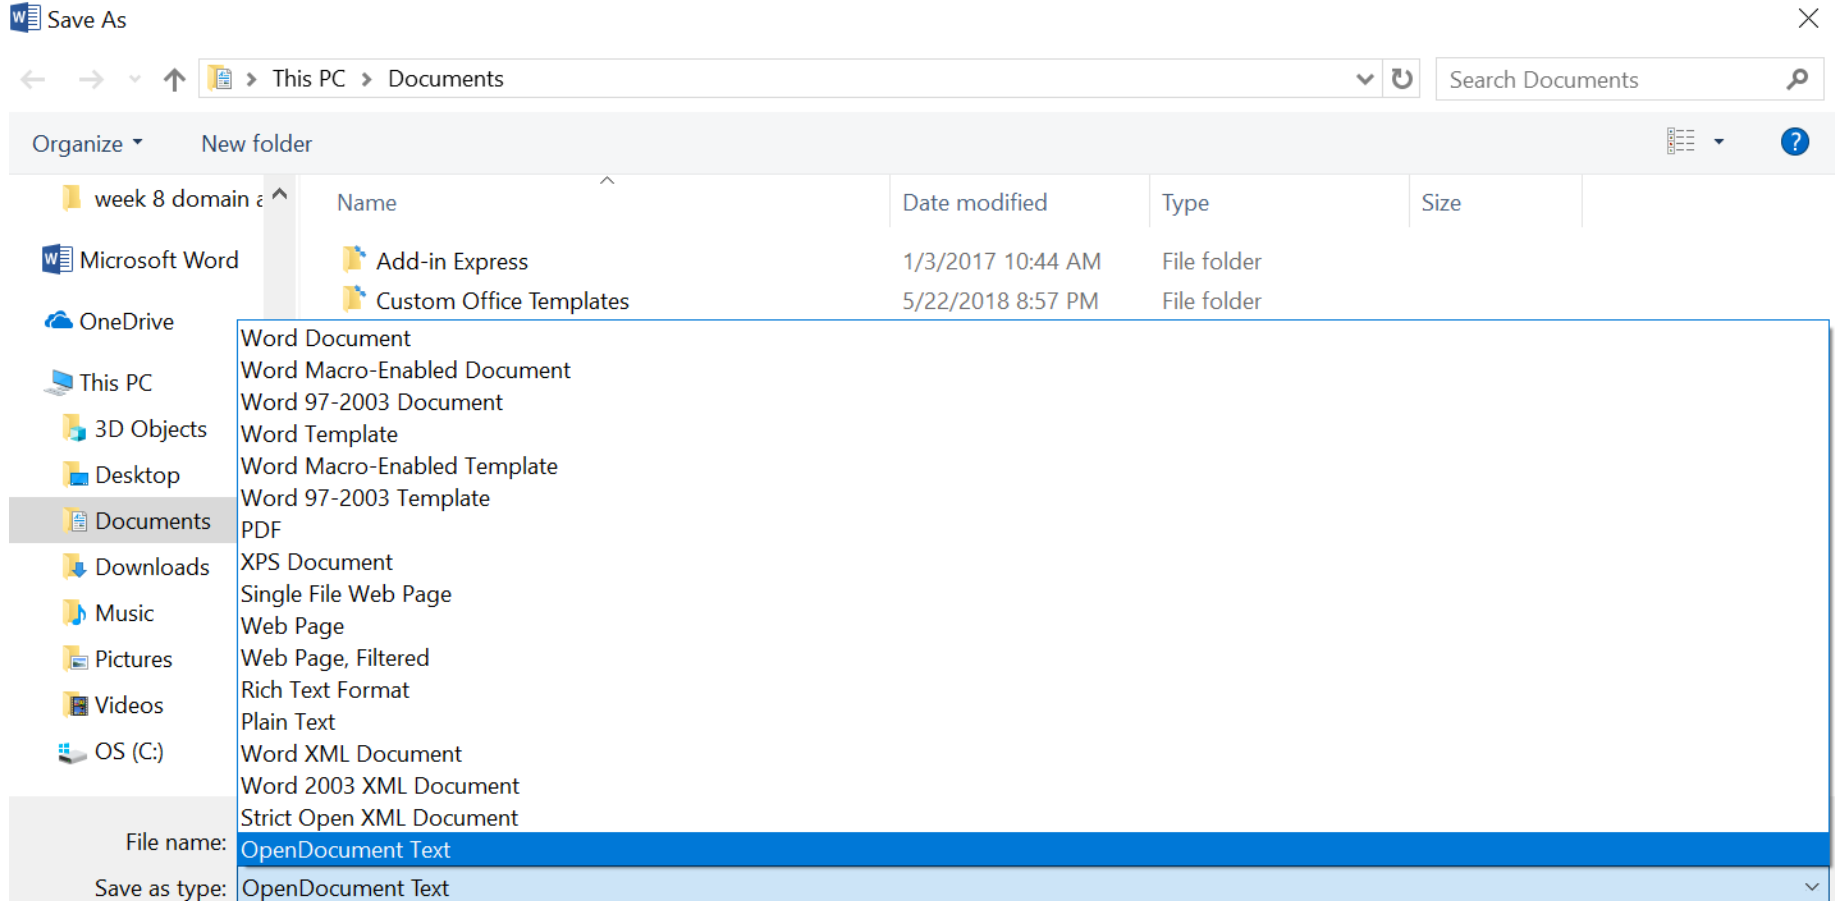 Save As
This PC > Documents
Search Documents
Organize
New folder
?
Name Date modified Type Size
week 8 domain a
Microsoft Word
OneDrive
This PC
3D Objects
Desktop
Documents
Downloads
Music
Pictures
Videos
OS (C:)
Add-in Express 1/3/2017 10:44 AM File folder
Custom Office Templates 5/22/2018 8:57 PM File folder
Word Document
Word Macro-Enabled Document
Word 97-2003 Document
Word Template
Word Macro-Enabled Template
Word 97-2003 Template
PDF
XPS Document
Single File Web Page
Web Page
Web Page, Filtered
Rich Text Format
Plain Text
Word XML Document
Word 2003 XML Document
Strict Open XML Document
OpenDocument Text
File name:
Save as type: OpenDocument Text